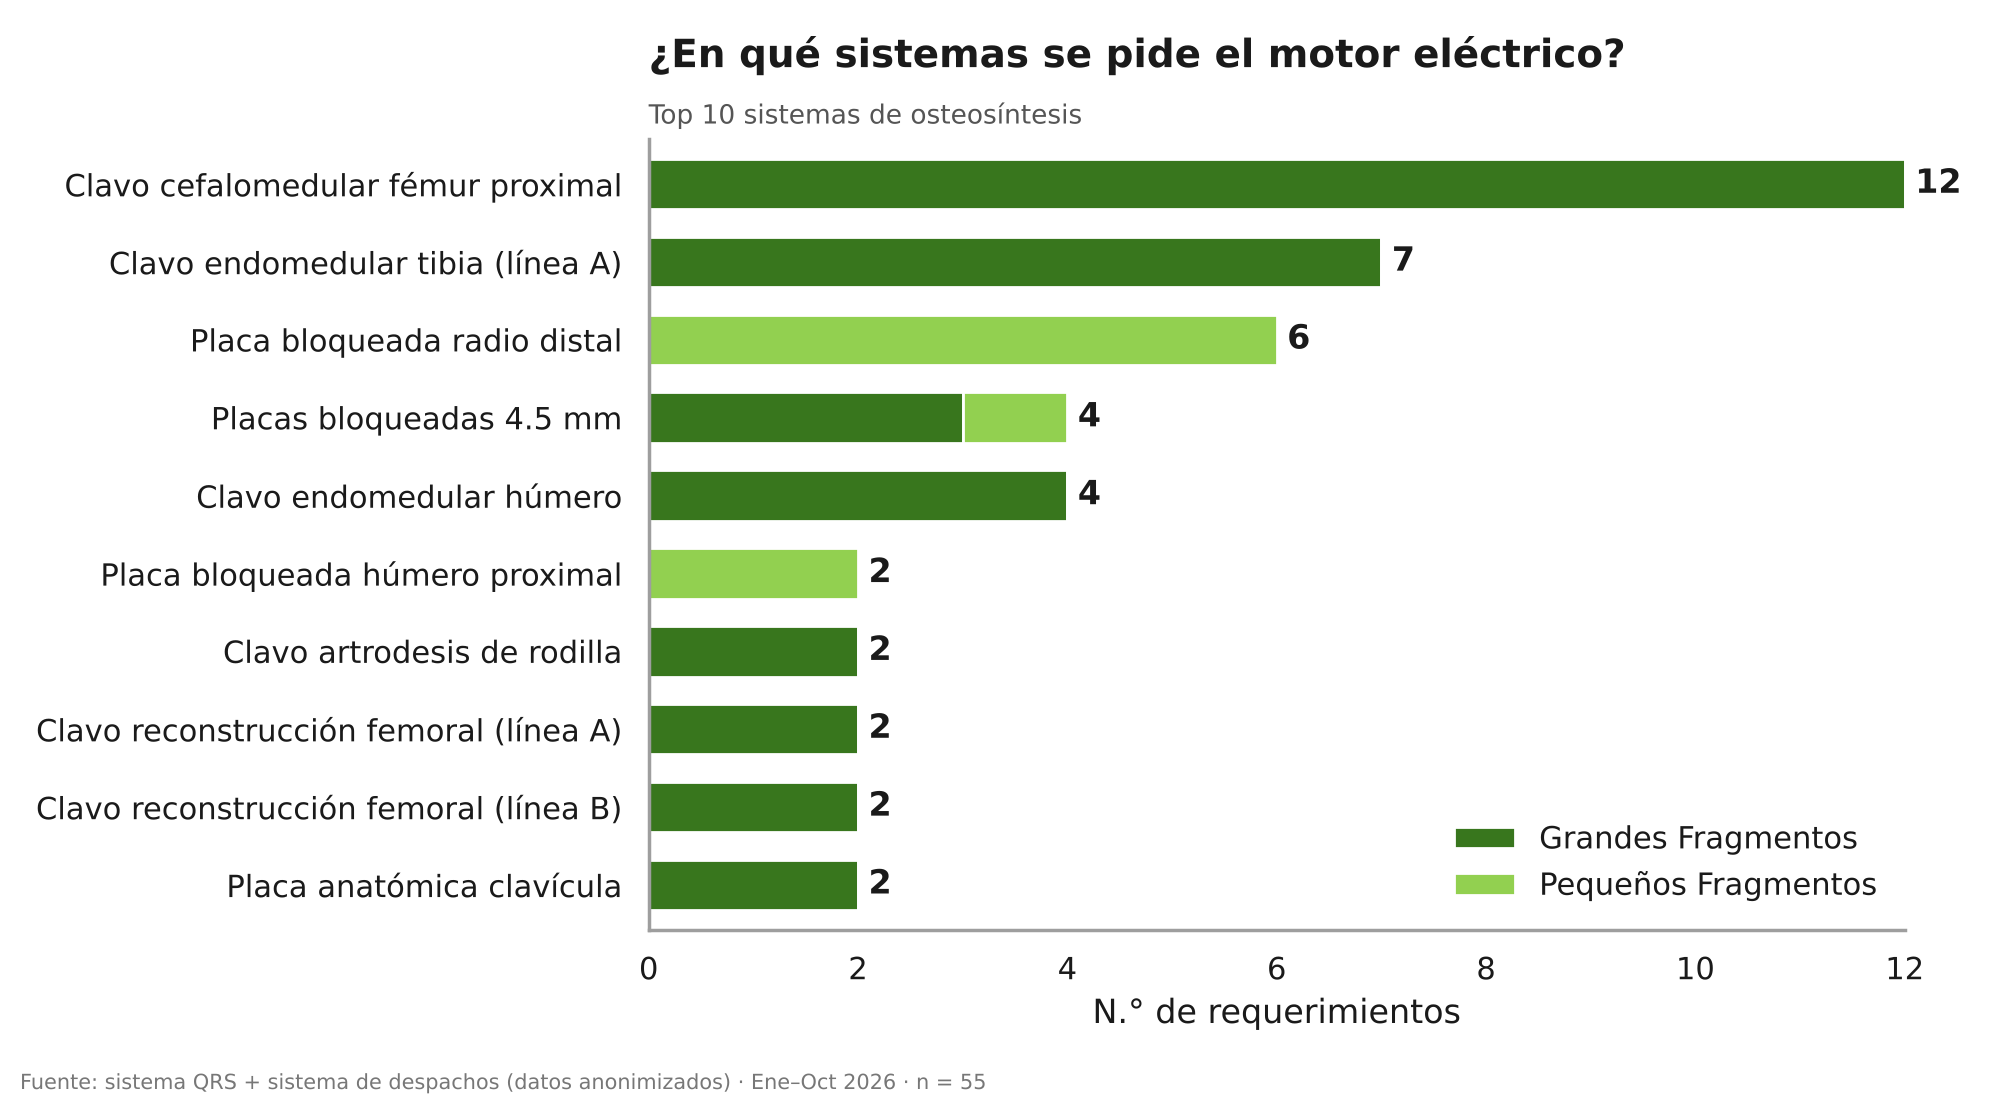 ¿En qué sistemas se pide el motor eléctrico?
Top 10 sistemas de osteosíntesis
Clavo cefalomedular fémur proximal 12
Clavo endomedular tibia (línea A) 7
Placa bloqueada radio distal 6
Placas bloqueadas 4.5 mm 4
Clavo endomedular húmero 4
Placa bloqueada húmero proximal 2
Clavo artrodesis de rodilla 2
Clavo reconstrucción femoral (línea A) 2
Clavo reconstrucción femoral (línea B) 2
Placa anatómica clavícula 2
Grandes Fragmentos
Pequeños Fragmentos
0 2 4 6 8 10 12
N.° de requerimientos
Fuente: sistema QRS + sistema de despachos (datos anonimizados) · Ene–Oct 2026 · n = 55